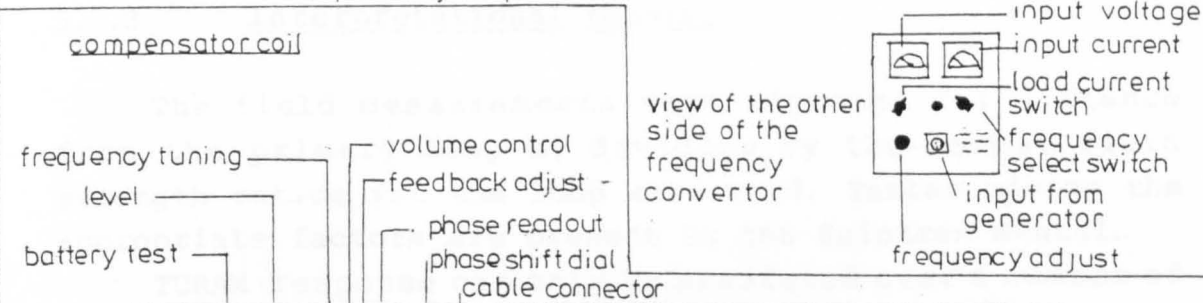 compensator coil
frequency tuning
level
battery test
volume control
feedback adjust
phase readout
phase shift dial
cable connector
view of the other
side of the
frequency
convertor
input voltage
input current
load current
switch
frequency
select switch
input from
generator
frequency adjust